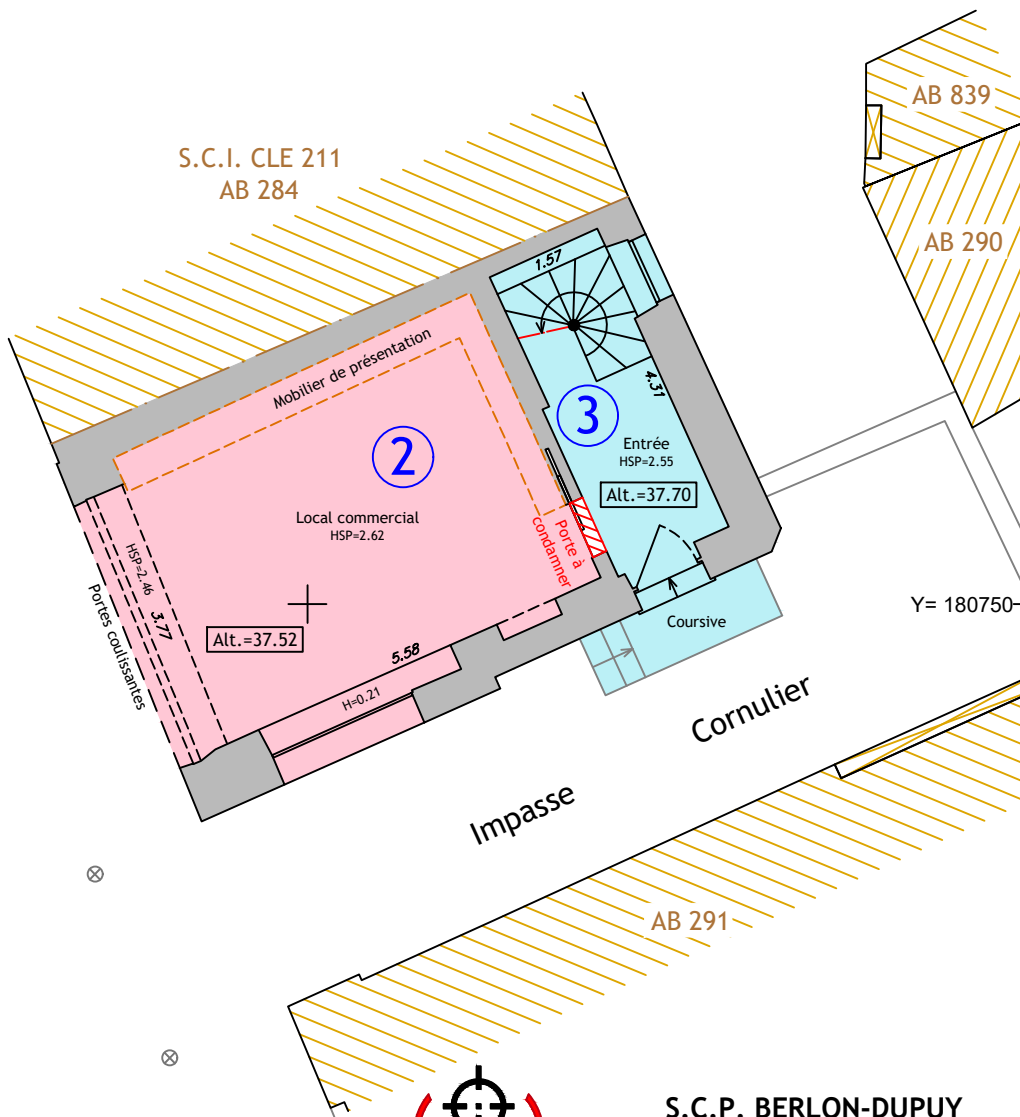 AB 839
S.C.I. CLE 211
AB 284
AB 290
1.57
Mobilier de présentation
4.31
3
2
Entrée
HSP=2.55
Alt.=37.70
Local commercial
HSP=2.62
Porte à
condamner
HSP=2.46
3.77
Portes coulissantes
Alt.=37.52
Y= 180750
Coursive
5.58
H=0.21
Cornulier
Impasse
AB 291
S.C.P. BERLON-DUPUY